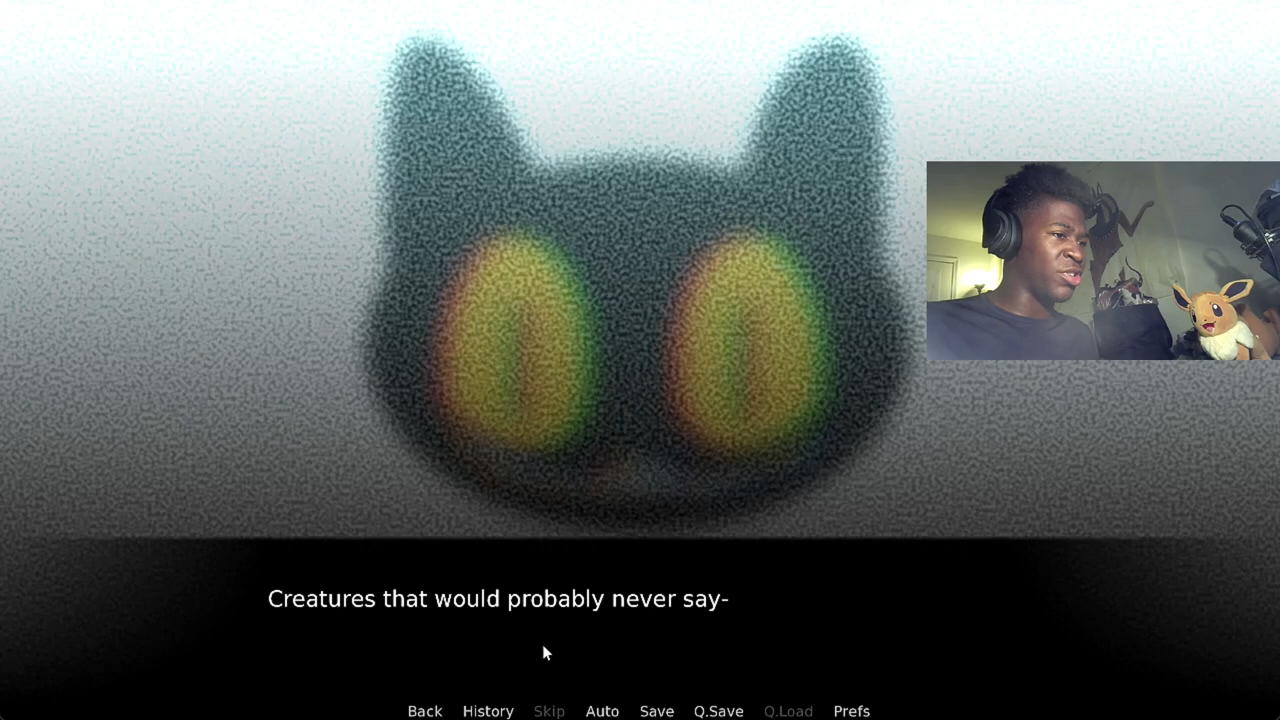 Creatures that would probably never say-
Back History Skip Auto Save Q.Save Q.Load Prefs